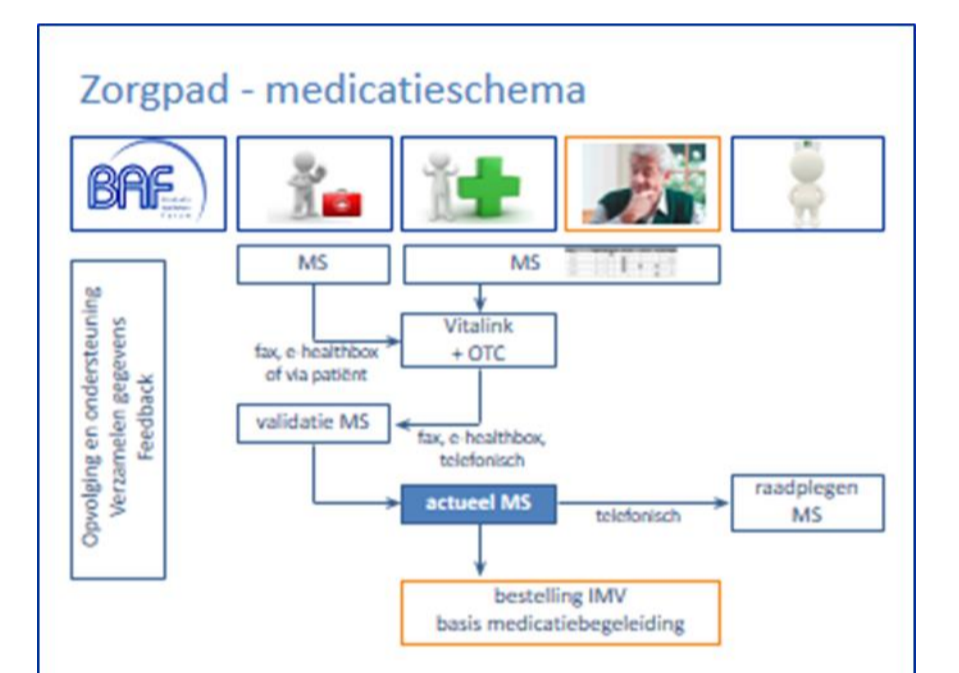 Zorgpad - medicatieschema
BAF
MS
MS
Vitalink
+ OTC
fax, e-healthbox
of via patiënt
validatie MS
fax, e-healthbox,
telefonisch
actueel MS
telefonisch
raadplegen
MS
bestelling IMV
basis medicatiebegeleiding
Opvolging en ondersteuning
Verzamelen gegevens
Feedback